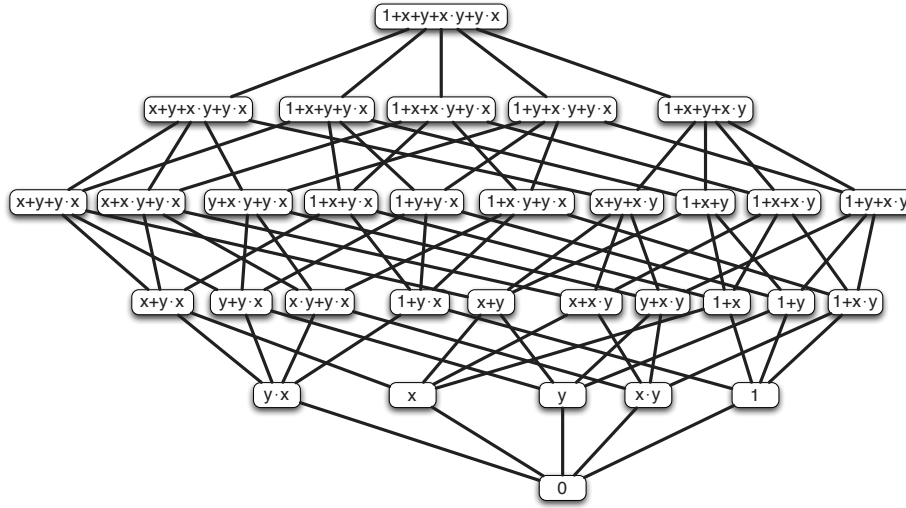 1+x+y+x·y+y·x
x+y+x·y+y·x 1+x+y+y·x 1+x+x·y+y·x 1+y+x·y+y·x 1+x+y+x·y
x+y+y·x x+x·y+y·x y+x·y+y·x 1+x+y·x 1+y+y·x 1+x·y+y·x x+y+x·y 1+x+y 1+x+x·y 1+y+x·y
x+y·x y+y·x x·y+y·x 1+y·x x+y x+x·y y+x·y 1+x 1+y 1+x·y
y·x x y x·y 1
0